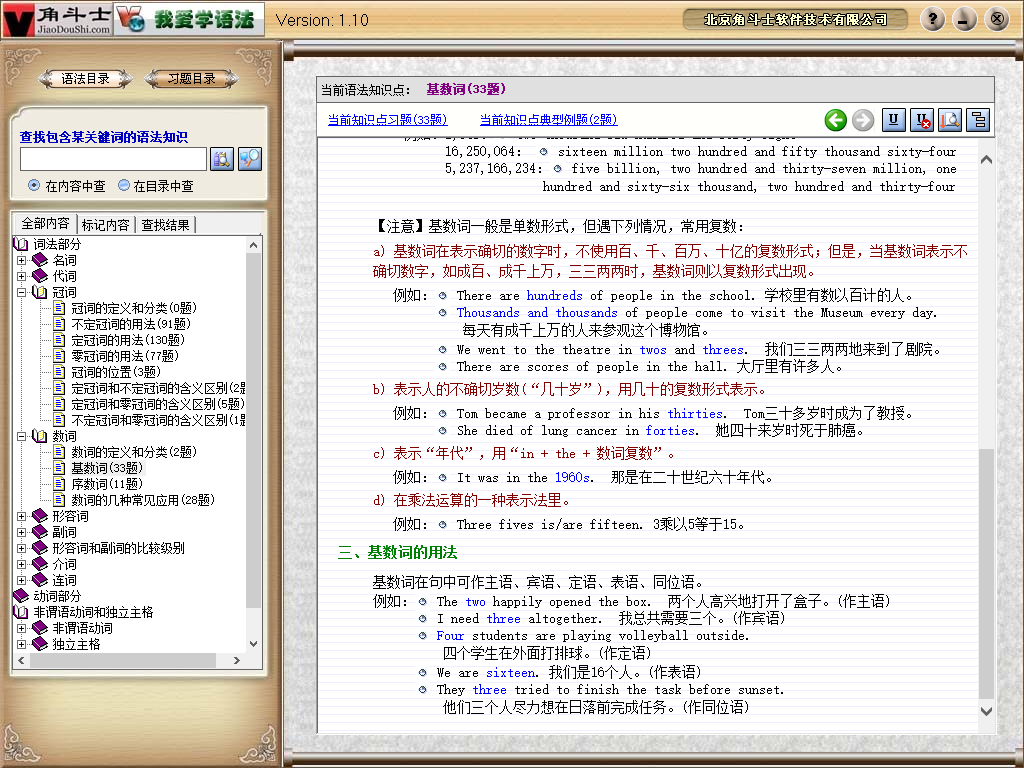 角斗士
JiaoDouShi.com
我爱学语法
Version: 1.10
北京角斗士软件技术有限公司
语法目录
习题目录
查找包含某关键词的语法知识
在内容中查
在目录中查
全部内容
标记内容
查找结果
词法部分
名词
代词
冠词
冠词的定义和分类(0题)
不定冠词的用法(91题)
定冠词的用法(130题)
零冠词的用法(77题)
冠词的位置(3题)
定冠词和不定冠词的含义区别(2题
定冠词和零冠词的含义区别(5题)
不定冠词和零冠词的含义区别(1题
数词
数词的定义和分类(2题)
基数词(33题)
序数词(11题)
数词的几种常见应用(28题)
形容词
副词
形容词和副词的比较级别
介词
连词
动词部分
非谓语动词和独立主格
非谓语动词
独立主格
当前语法知识点: 基数词(33题)
当前知识点习题(33题) 当前知识点典型例题(2题)
16,250,064: sixteen million two hundred and fifty thousand sixty-four
5,237,166,234: five billion, two hundred and thirty-seven million, one
hundred and sixty-six thousand, two hundred and thirty-four
【注意】基数词一般是单数形式，但遇下列情况，常用复数：
a) 基数词在表示确切的数字时，不使用百、千、百万、十亿的复数形式；但是，当基数词表示不
确切数字，如成百、成千上万，三三两两时，基数词则以复数形式出现。
例如： There are hundreds of people in the school. 学校里有数以百计的人。
Thousands and thousands of people come to visit the Museum every day.
每天有成千上万的人来参观这个博物馆。
We went to the theatre in twos and threes. 我们三三两两地来到了剧院。
There are scores of people in the hall. 大厅里有许多人。
b) 表示人的不确切岁数(“几十岁”)，用几十的复数形式表示。
例如： Tom became a professor in his thirties. Tom三十多岁时成为了教授。
She died of lung cancer in forties. 她四十来岁时死于肺癌。
c) 表示“年代”，用“in + the + 数词复数”。
例如： It was in the 1960s. 那是在二十世纪六十年代。
d) 在乘法运算的一种表示法里。
例如： Three fives is/are fifteen. 3乘以5等于15。
三、基数词的用法
基数词在句中可作主语、宾语、定语、表语、同位语。
例如： The two happily opened the box. 两个人高兴地打开了盒子。(作主语)
I need three altogether. 我总共需要三个。(作宾语)
Four students are playing volleyball outside.
四个学生在外面打排球。(作定语)
We are sixteen. 我们是16个人。(作表语)
They three tried to finish the task before sunset.
他们三个人尽力想在日落前完成任务。(作同位语)